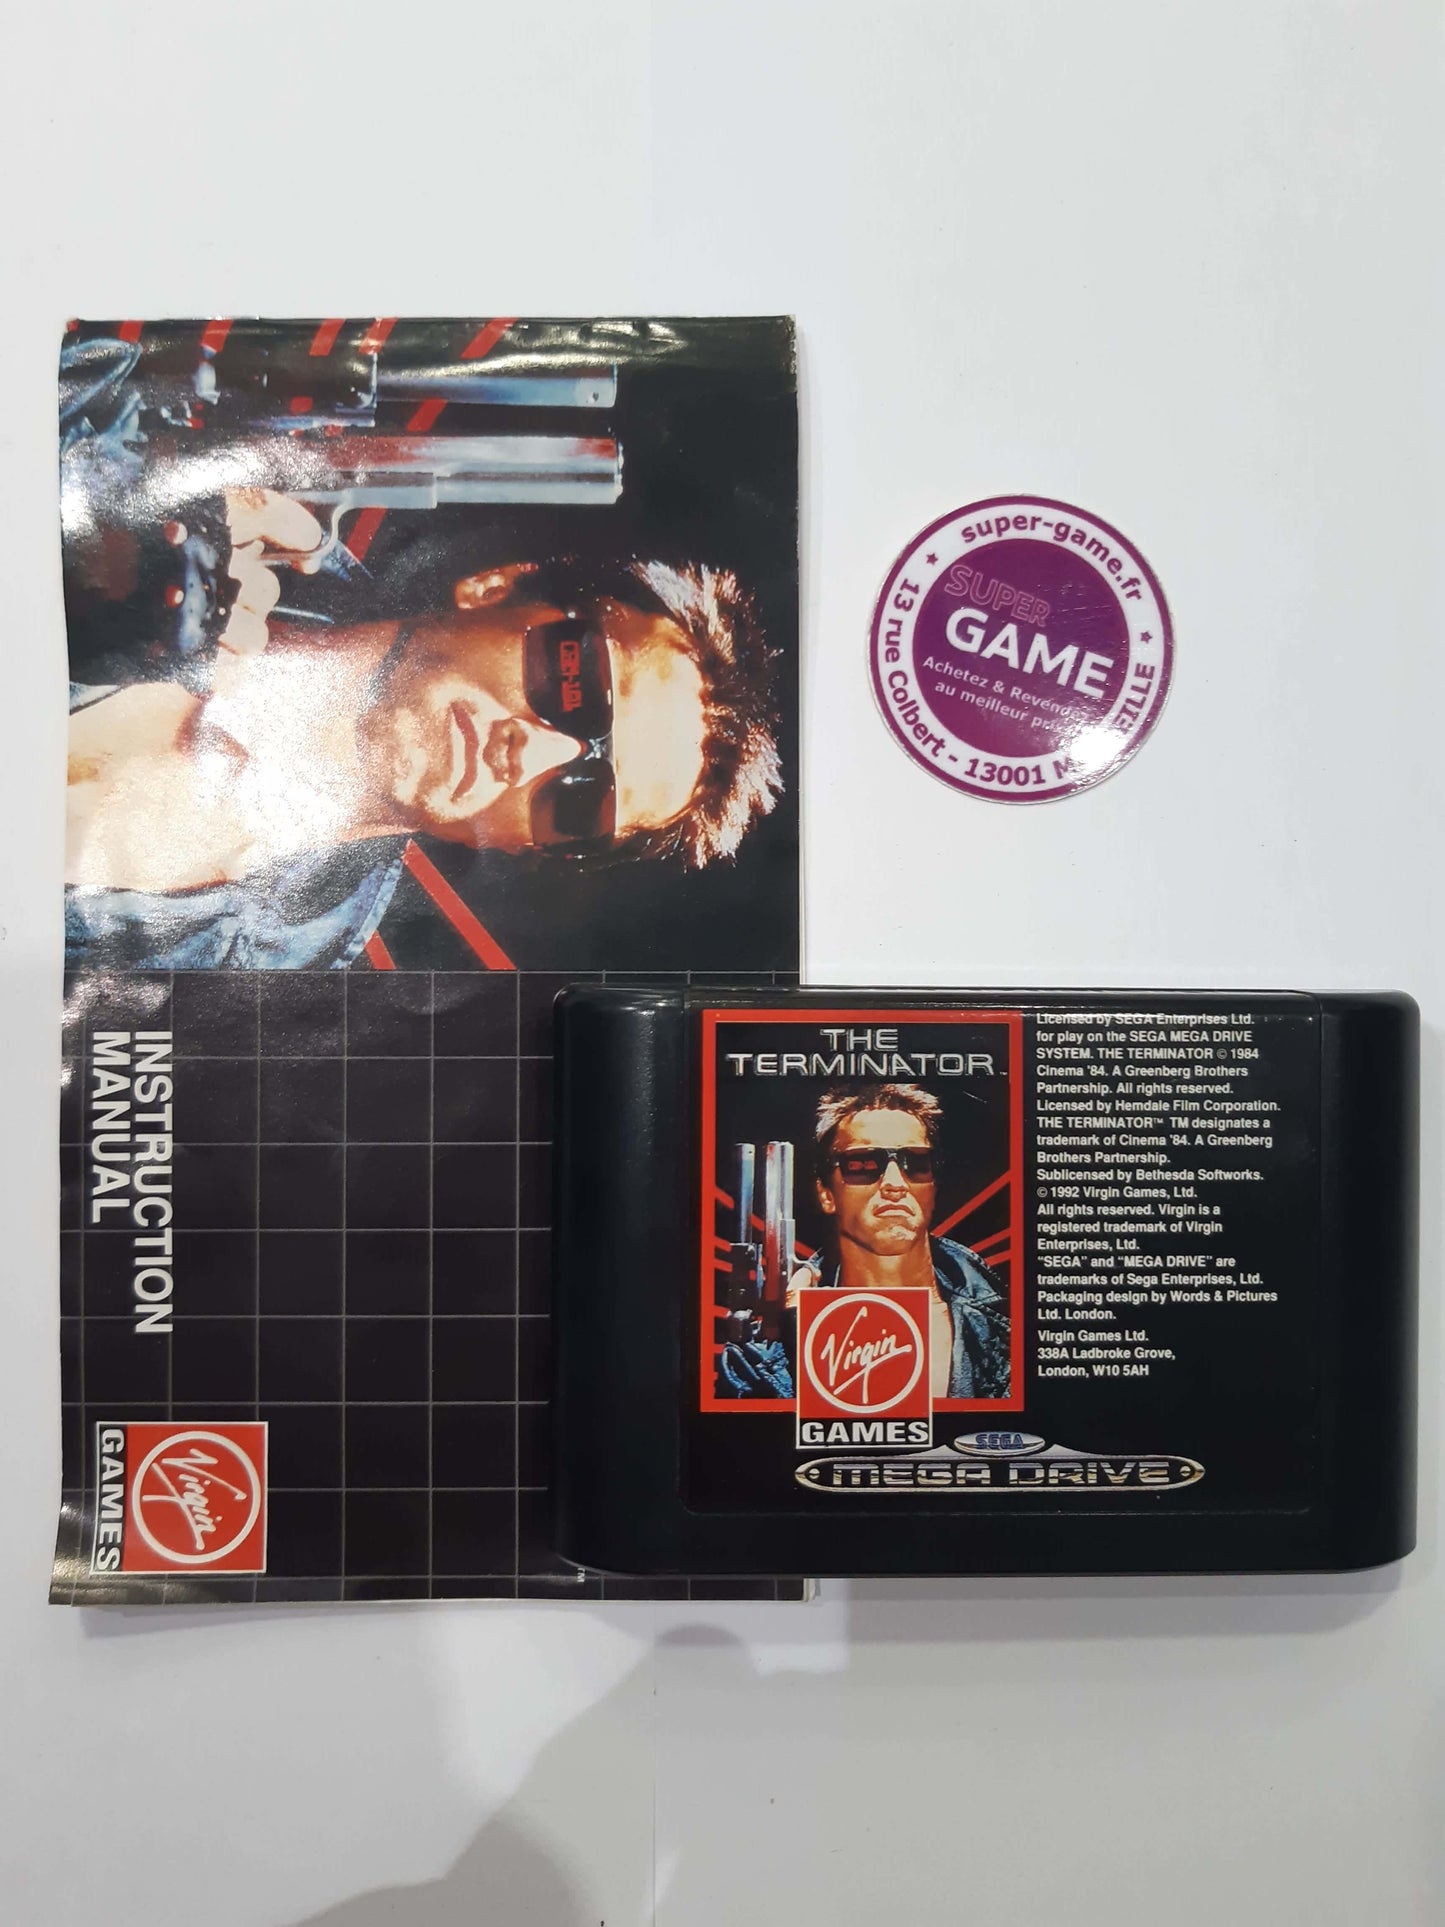 super-game.fr
SUPER
GAME
Achetez & Revendez
au meilleur
13 rue Colbert - 13001
INSTRUCTION
MANUAL
Virgin
GAMES
TM
THE
TERMINATOR
Virgin
GAMES
SEGA
MEGA DRIVE
Licensed by SEGA Enterprises Ltd.
for play on the SEGA MEGA DRIVE
SYSTEM. THE TERMINATOR © 1984
Cinema '84. A Greenberg Brothers
Partnership. All rights reserved.
Licensed by Hemdale Film Corporation.
THE TERMINATOR™ TM designates a
trademark of Cinema '84. A Greenberg
Brothers Partnership.
Sublicensed by Bethesda Softworks.
© 1992 Virgin Games, Ltd.
All rights reserved. Virgin is a
registered trademark of Virgin
Enterprises, Ltd.
“SEGA” and “MEGA DRIVE” are
trademarks of Sega Enterprises, Ltd.
Packaging design by Words & Pictures
Ltd. London.
Virgin Games Ltd.
338A Ladbroke Grove,
London, W10 5AH